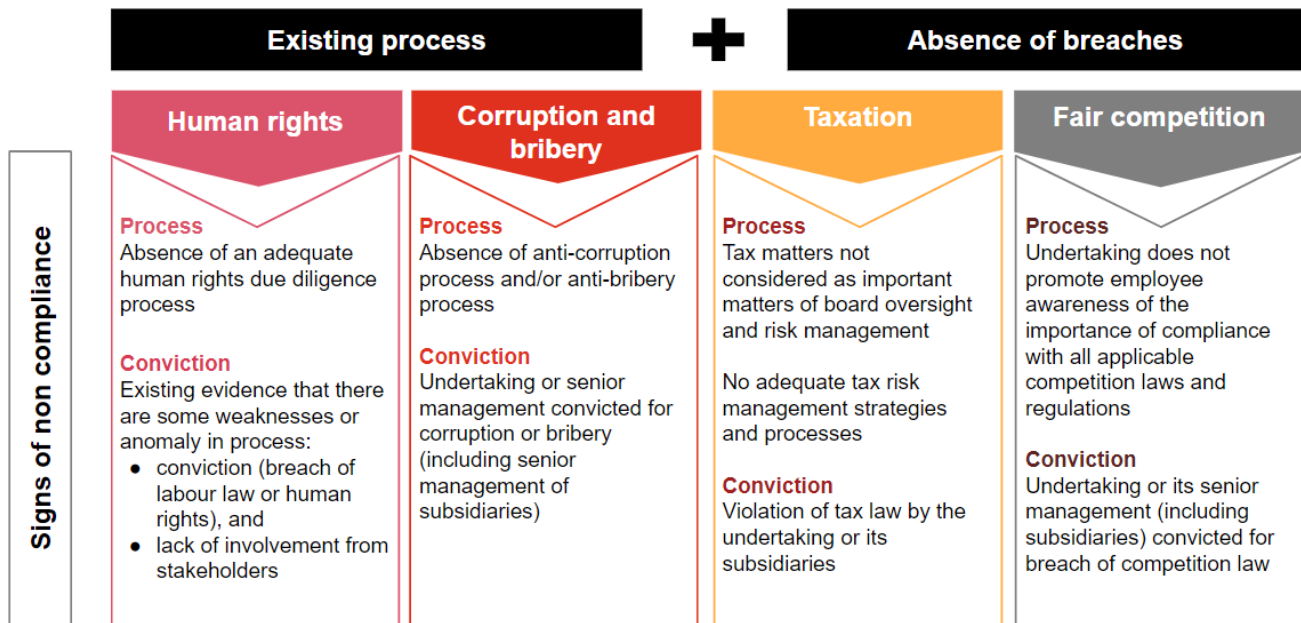 Existing process
+
Absence of breaches
Signs of non compliance
Human rights
Process
Absence of an adequate
human rights due diligence
process
Conviction
Existing evidence that there
are some weaknesses or
anomaly in process:
● conviction (breach of
labour law or human
rights), and
● lack of involvement from
stakeholders
Corruption and
bribery
Process
Absence of anti-corruption
process and/or anti-bribery
process
Conviction
Undertaking or senior
management convicted for
corruption or bribery
(including senior
management of
subsidiaries)
Taxation
Process
Tax matters not
considered as important
matters of board oversight
and risk management
No adequate tax risk
management strategies
and processes
Conviction
Violation of tax law by the
undertaking or its
subsidiaries
Fair competition
Process
Undertaking does not
promote employee
awareness of the
importance of compliance
with all applicable
competition laws and
regulations
Conviction
Undertaking or its senior
management (including
subsidiaries) convicted for
breach of competition law